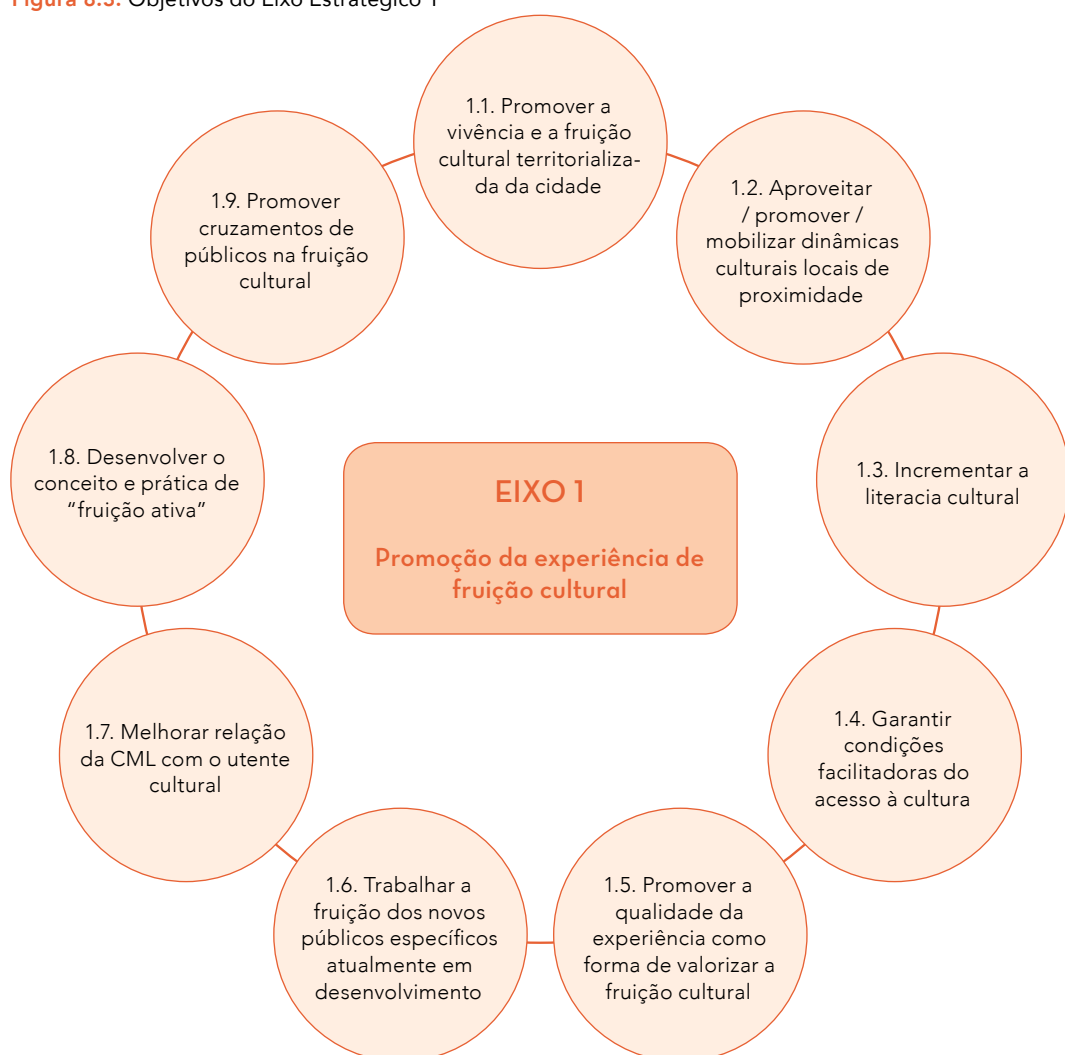 Objetivos do Eixo Estratégico 1
1.1. Promover a
vivência e a fruição
cultural territorializa-
da da cidade
1.2. Aproveitar
/ promover /
mobilizar dinâmicas
culturais locais de
proximidade
1.3. Incrementar a
literacia cultural
1.4. Garantir
condições
facilitadoras do
acesso à cultura
1.5. Promover a
qualidade da
experiência como
forma de valorizar a
fruição cultural
1.6. Trabalhar a
fruição dos novos
públicos específicos
atualmente em
desenvolvimento
1.7. Melhorar relação
da CML com o utente
cultural
1.8. Desenvolver o
conceito e prática de
“fruição ativa”
1.9. Promover
cruzamentos de
públicos na fruição
cultural
EIXO 1
Promoção da experiência de
fruição cultural